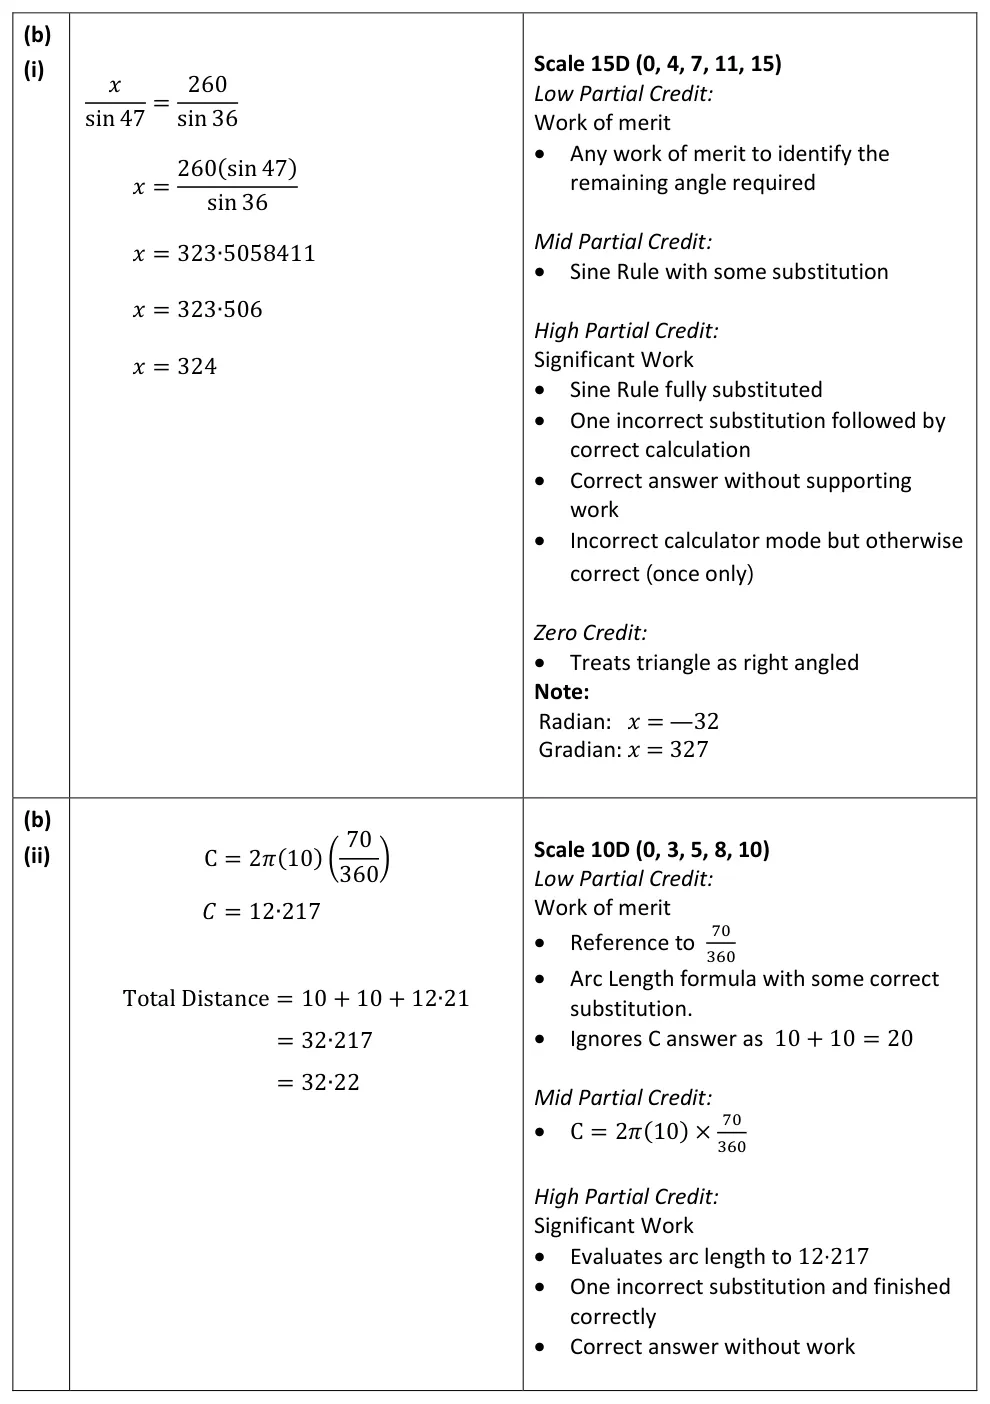 (b)
(i)
x/sin 47 = 260/sin 36
x = 260(sin 47)/sin 36
x = 323·5058411
x = 323·506
x = 324
Scale 15D (0, 4, 7, 11, 15)
Low Partial Credit:
Work of merit
• Any work of merit to identify the
remaining angle required
Mid Partial Credit:
• Sine Rule with some substitution
High Partial Credit:
Significant Work
• Sine Rule fully substituted
• One incorrect substitution followed by
correct calculation
• Correct answer without supporting
work
• Incorrect calculator mode but otherwise
correct (once only)
Zero Credit:
• Treats triangle as right angled
Note:
Radian: x = —32
Gradian: x = 327
(b)
(ii)
C = 2π(10)(70/360)
C = 12·217
Total Distance = 10 + 10 + 12·21
= 32·217
= 32·22
Scale 10D (0, 3, 5, 8, 10)
Low Partial Credit:
Work of merit
• Reference to 70/360
• Arc Length formula with some correct
substitution.
• Ignores C answer as 10 + 10 = 20
Mid Partial Credit:
• C = 2π(10) × 70/360
High Partial Credit:
Significant Work
• Evaluates arc length to 12·217
• One incorrect substitution and finished
correctly
• Correct answer without work